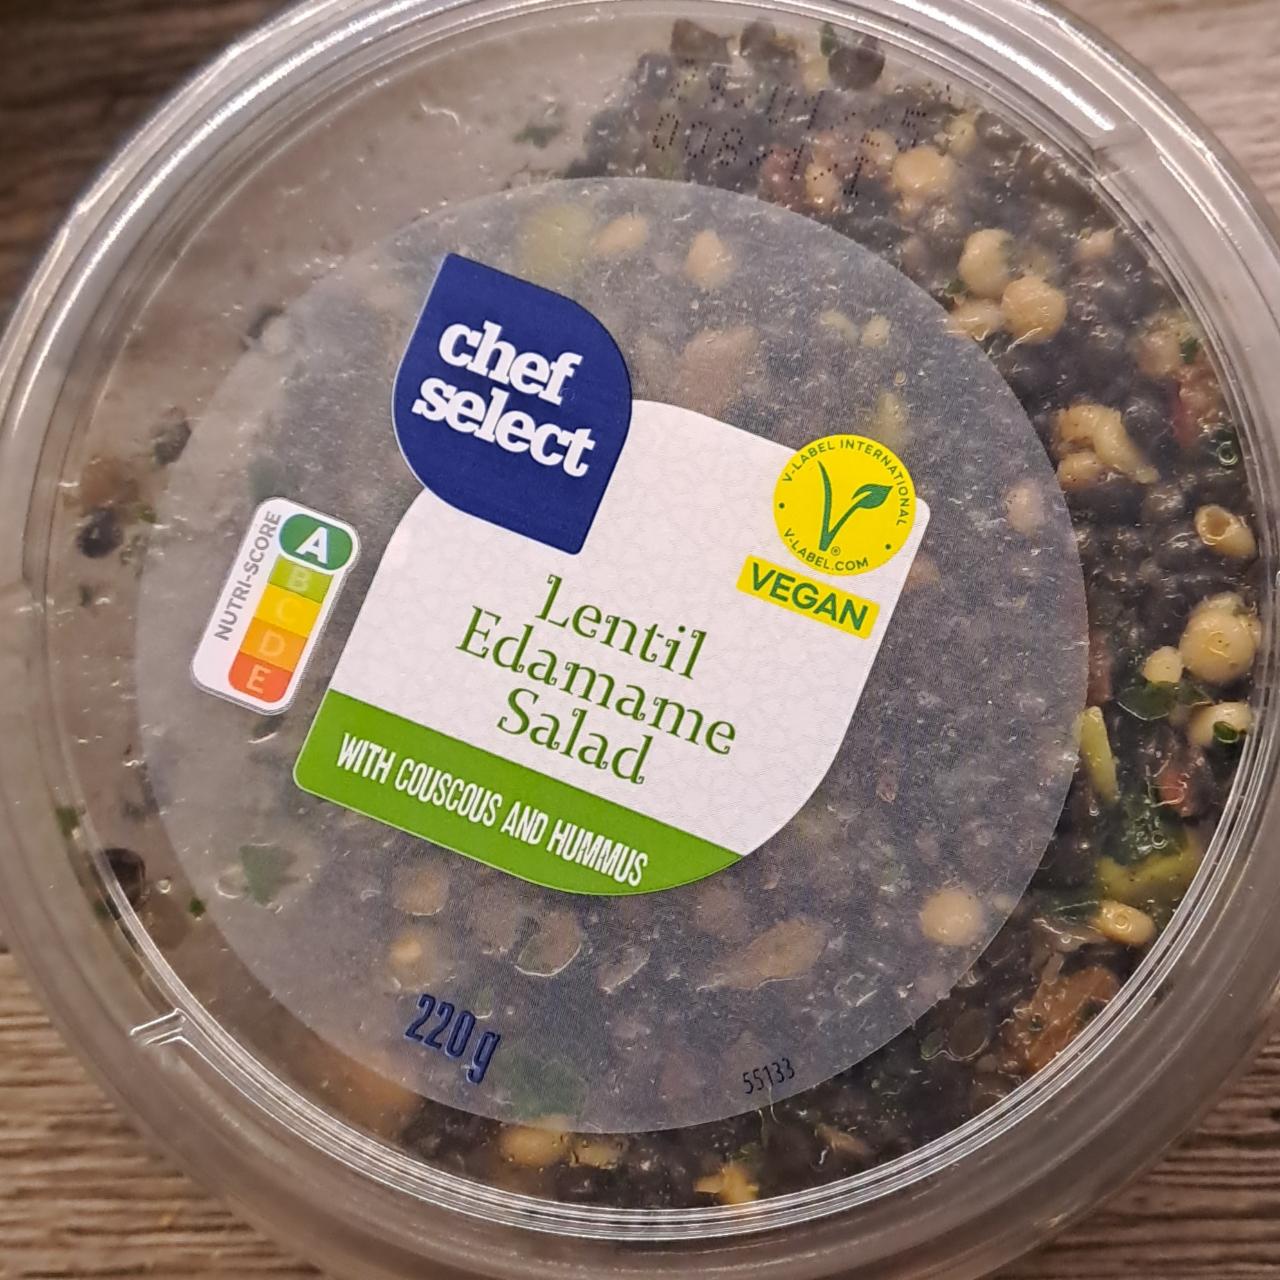 chef
select
V-LABEL INTERNATIONAL
V-LABEL.COM
VEGAN
NUTRI-SCORE
A
B
C
D
E
Lentil
Edamame
Salad
WITH COUSCOUS AND HUMMUS
220 g
55133